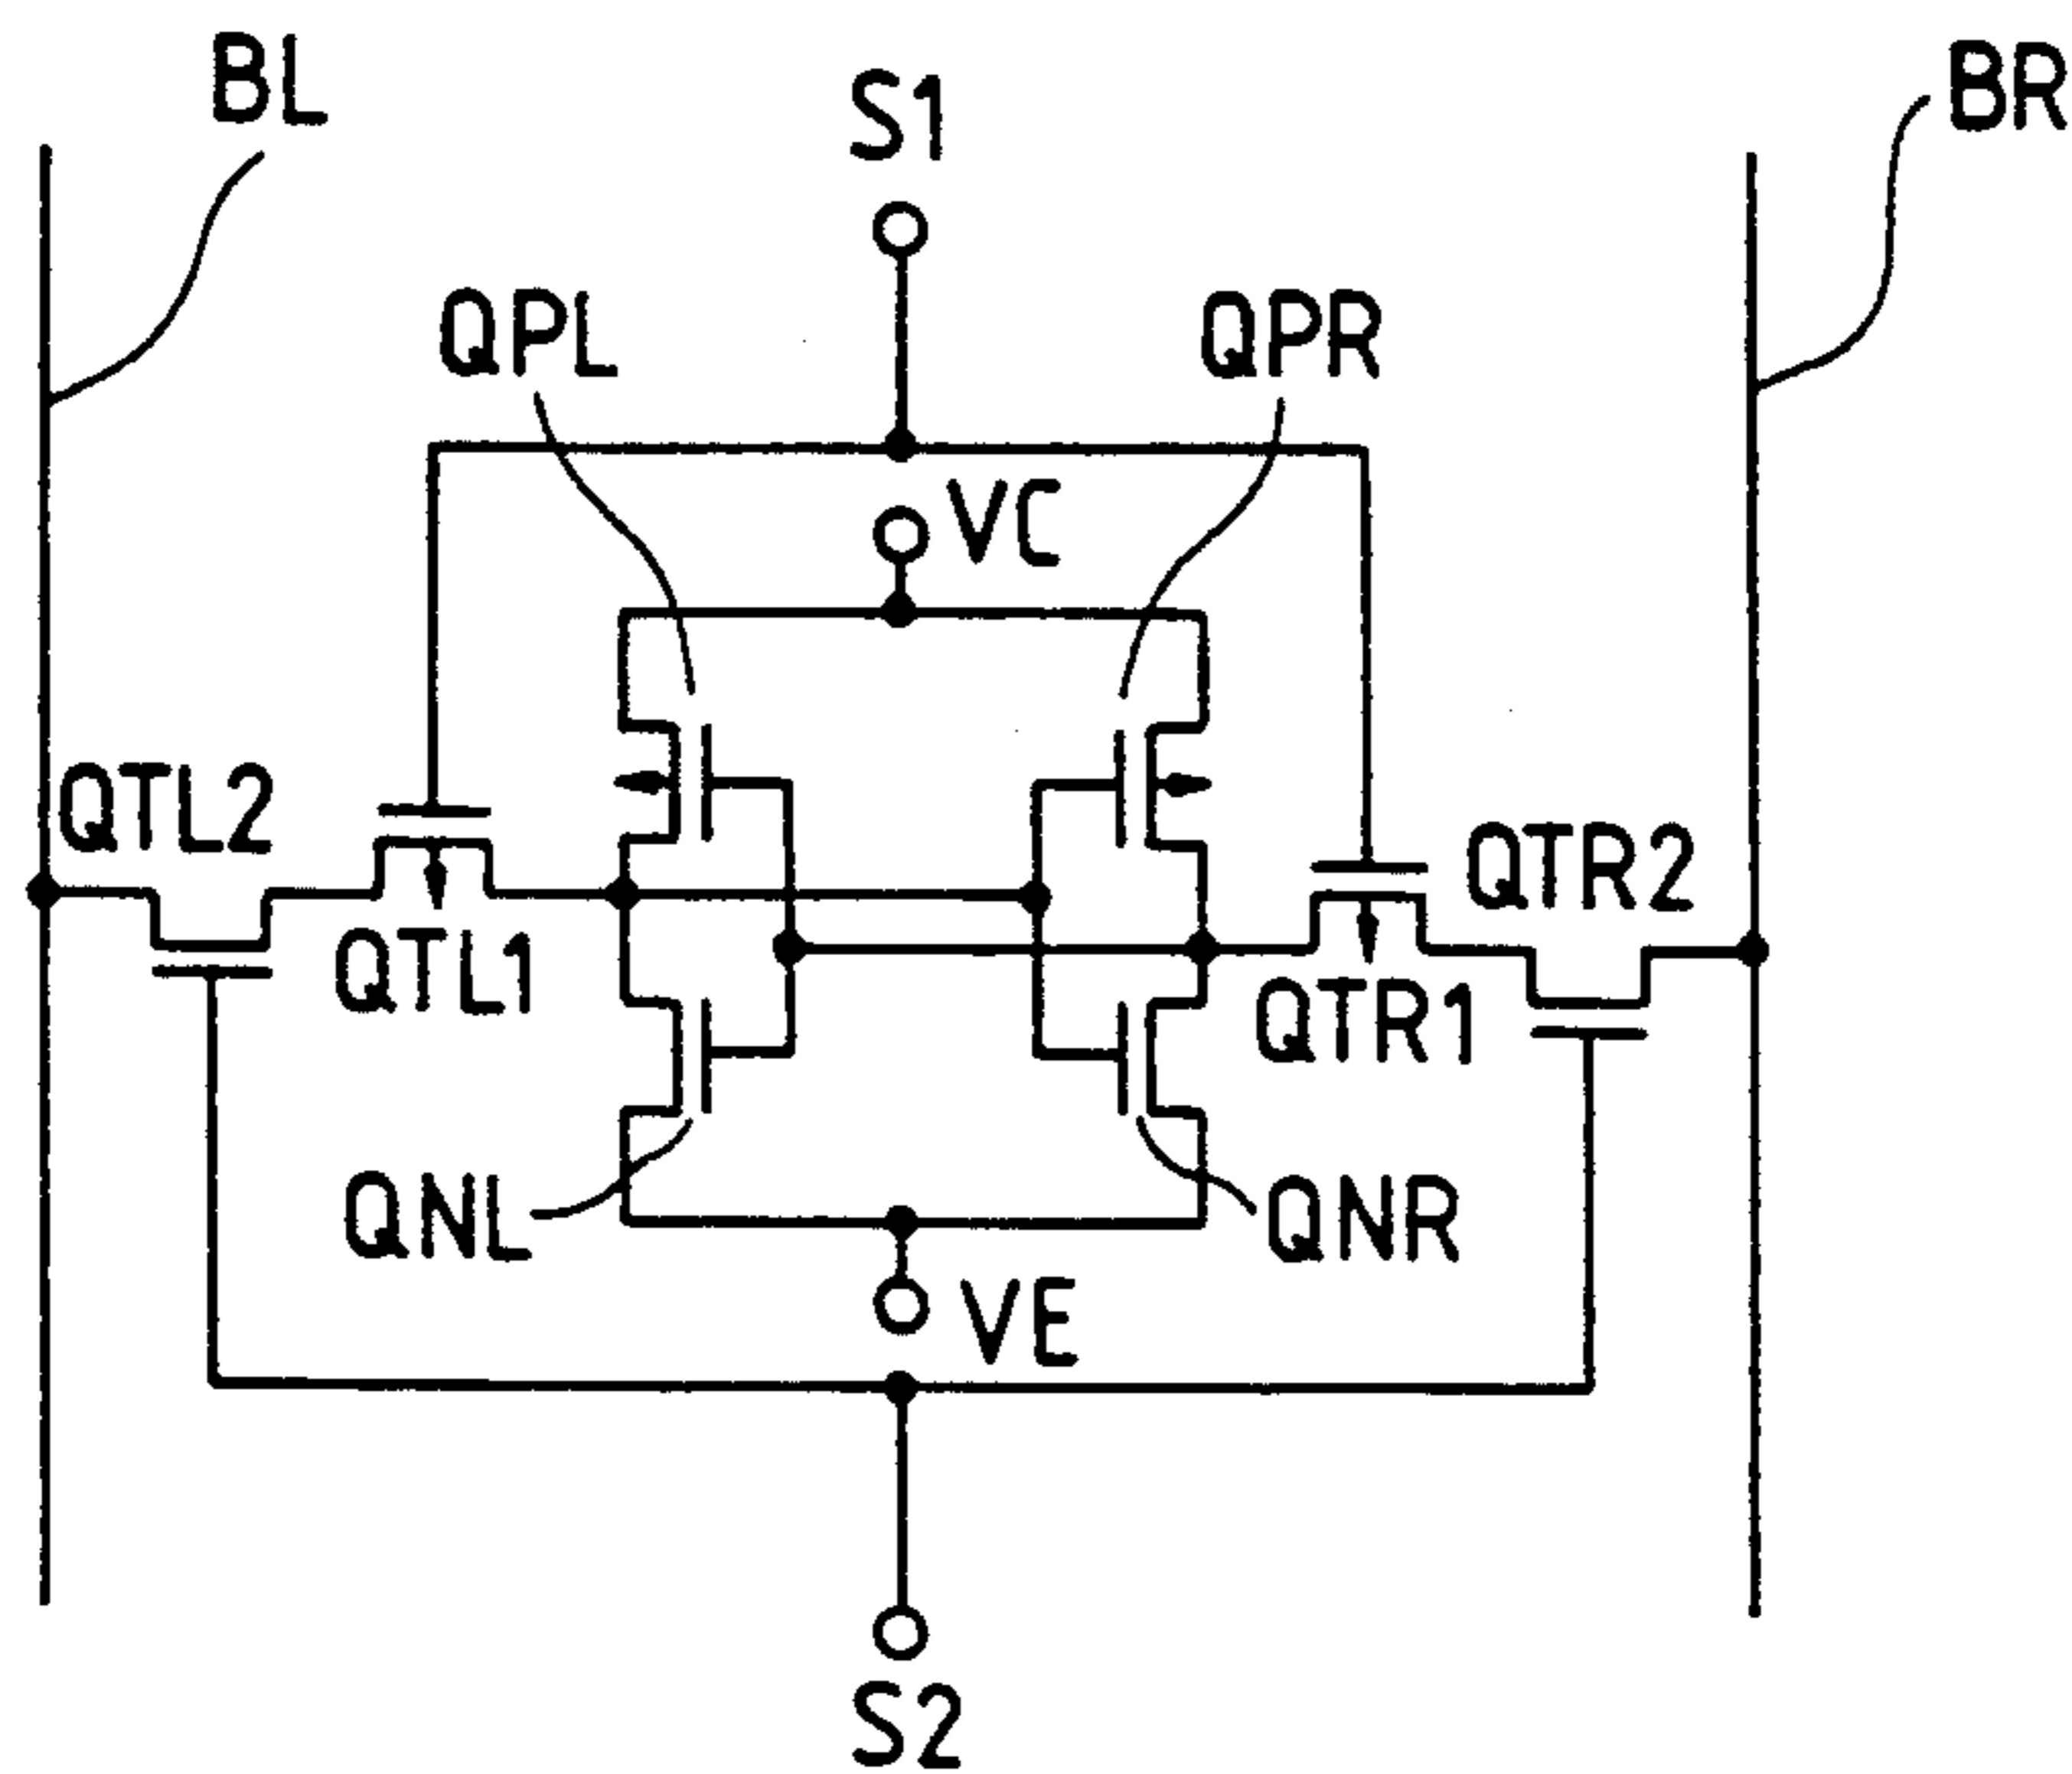 BL
S1
BR
QPL
QPR
VC
QTL2
QTR2
QTL1
QTR1
QNL
QNR
VE
S2